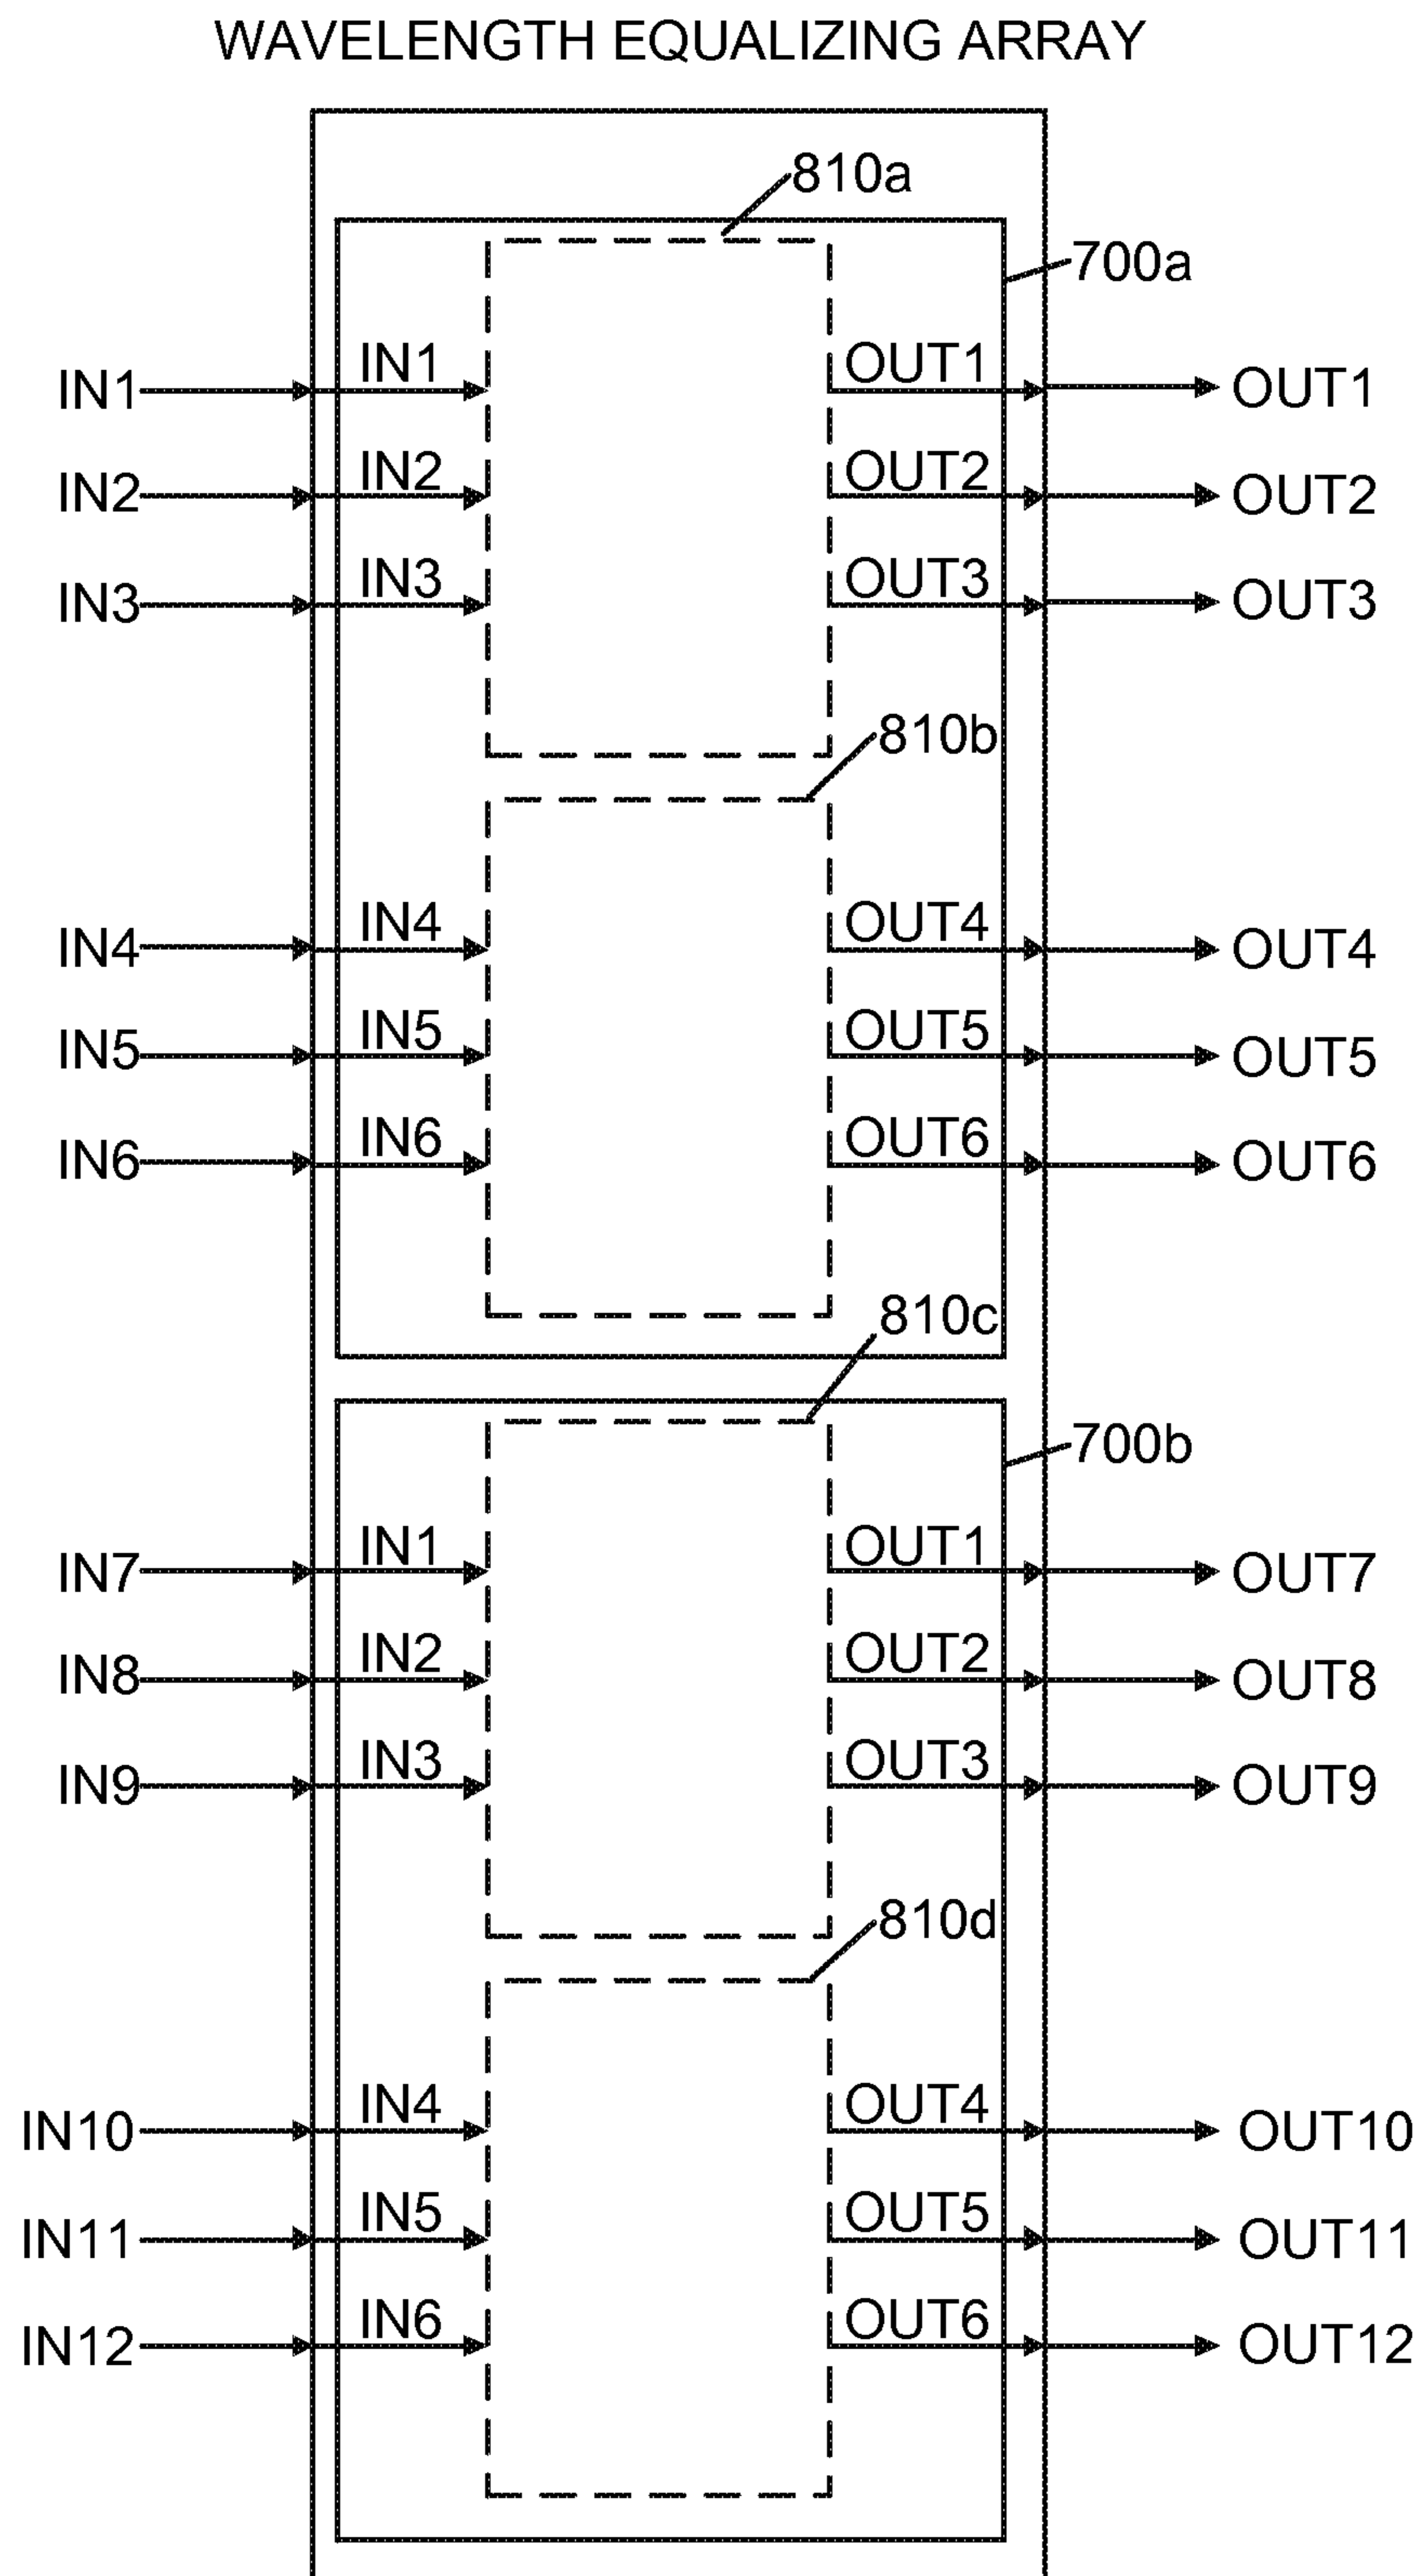 WAVELENGTH EQUALIZING ARRAY
810a
700a
IN1 IN1 OUT1 OUT1
IN2 IN2 OUT2 OUT2
IN3 IN3 OUT3 OUT3
810b
IN4 IN4 OUT4 OUT4
IN5 IN5 OUT5 OUT5
IN6 IN6 OUT6 OUT6
810c
700b
IN7 IN1 OUT1 OUT7
IN8 IN2 OUT2 OUT8
IN9 IN3 OUT3 OUT9
810d
IN10 IN4 OUT4 OUT10
IN11 IN5 OUT5 OUT11
IN12 IN6 OUT6 OUT12